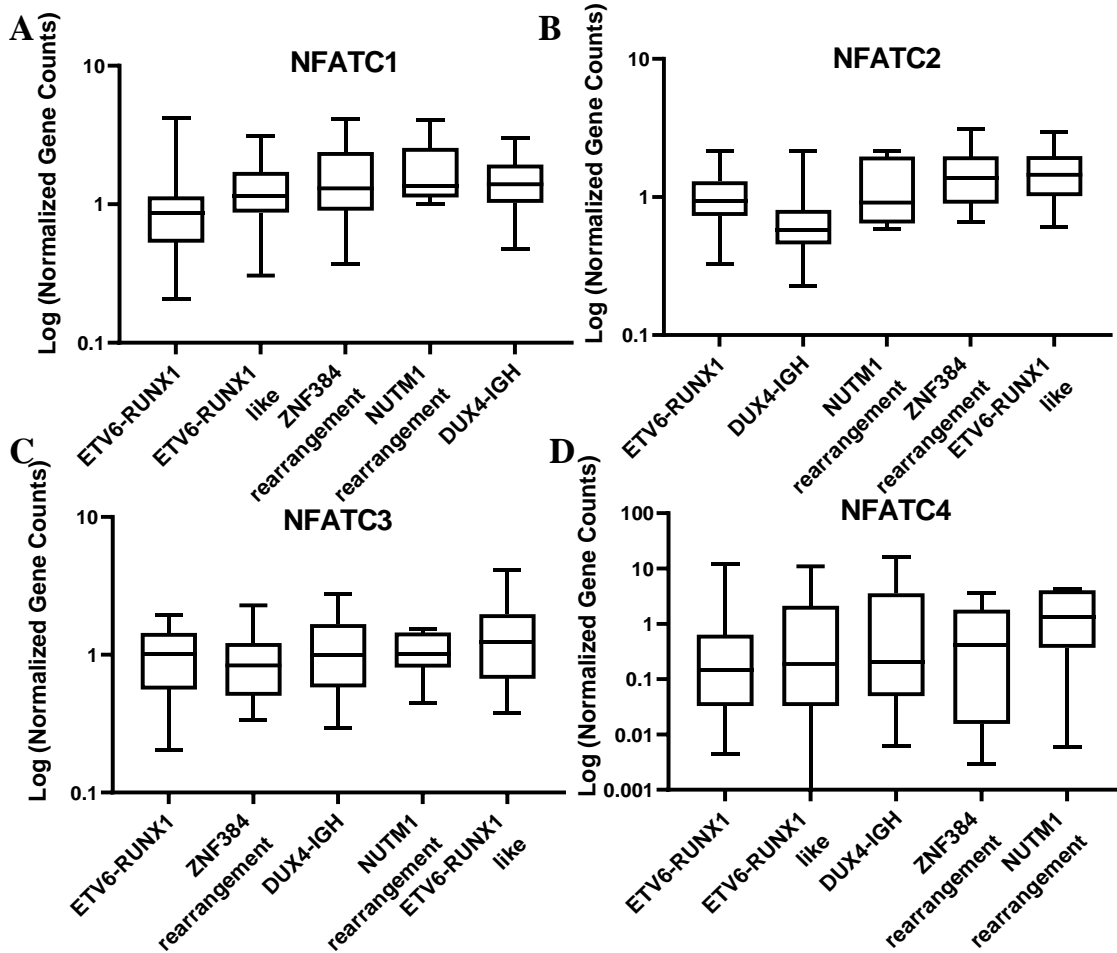 A
NFATC1
Log (Normalized Gene Counts)
10
1
0.1
ETV6-RUNX1
ETV6-RUNX1
like
ZNF384
rearrangement
NUTM1
rearrangement
DUX4-IGH
B
NFATC2
Log (Normalized Gene Counts)
10
1
0.1
ETV6-RUNX1
DUX4-IGH
NUTM1
rearrangement
ZNF384
rearrangement
ETV6-RUNX1
like
C
NFATC3
Log (Normalized Gene Counts)
10
1
0.1
ETV6-RUNX1
ZNF384
rearrangement
DUX4-IGH
NUTM1
rearrangement
ETV6-RUNX1
like
D
NFATC4
Log (Normalized Gene Counts)
100
10
1
0.1
0.01
0.001
ETV6-RUNX1
ETV6-RUNX1
like
DUX4-IGH
ZNF384
rearrangement
NUTM1
rearrangement